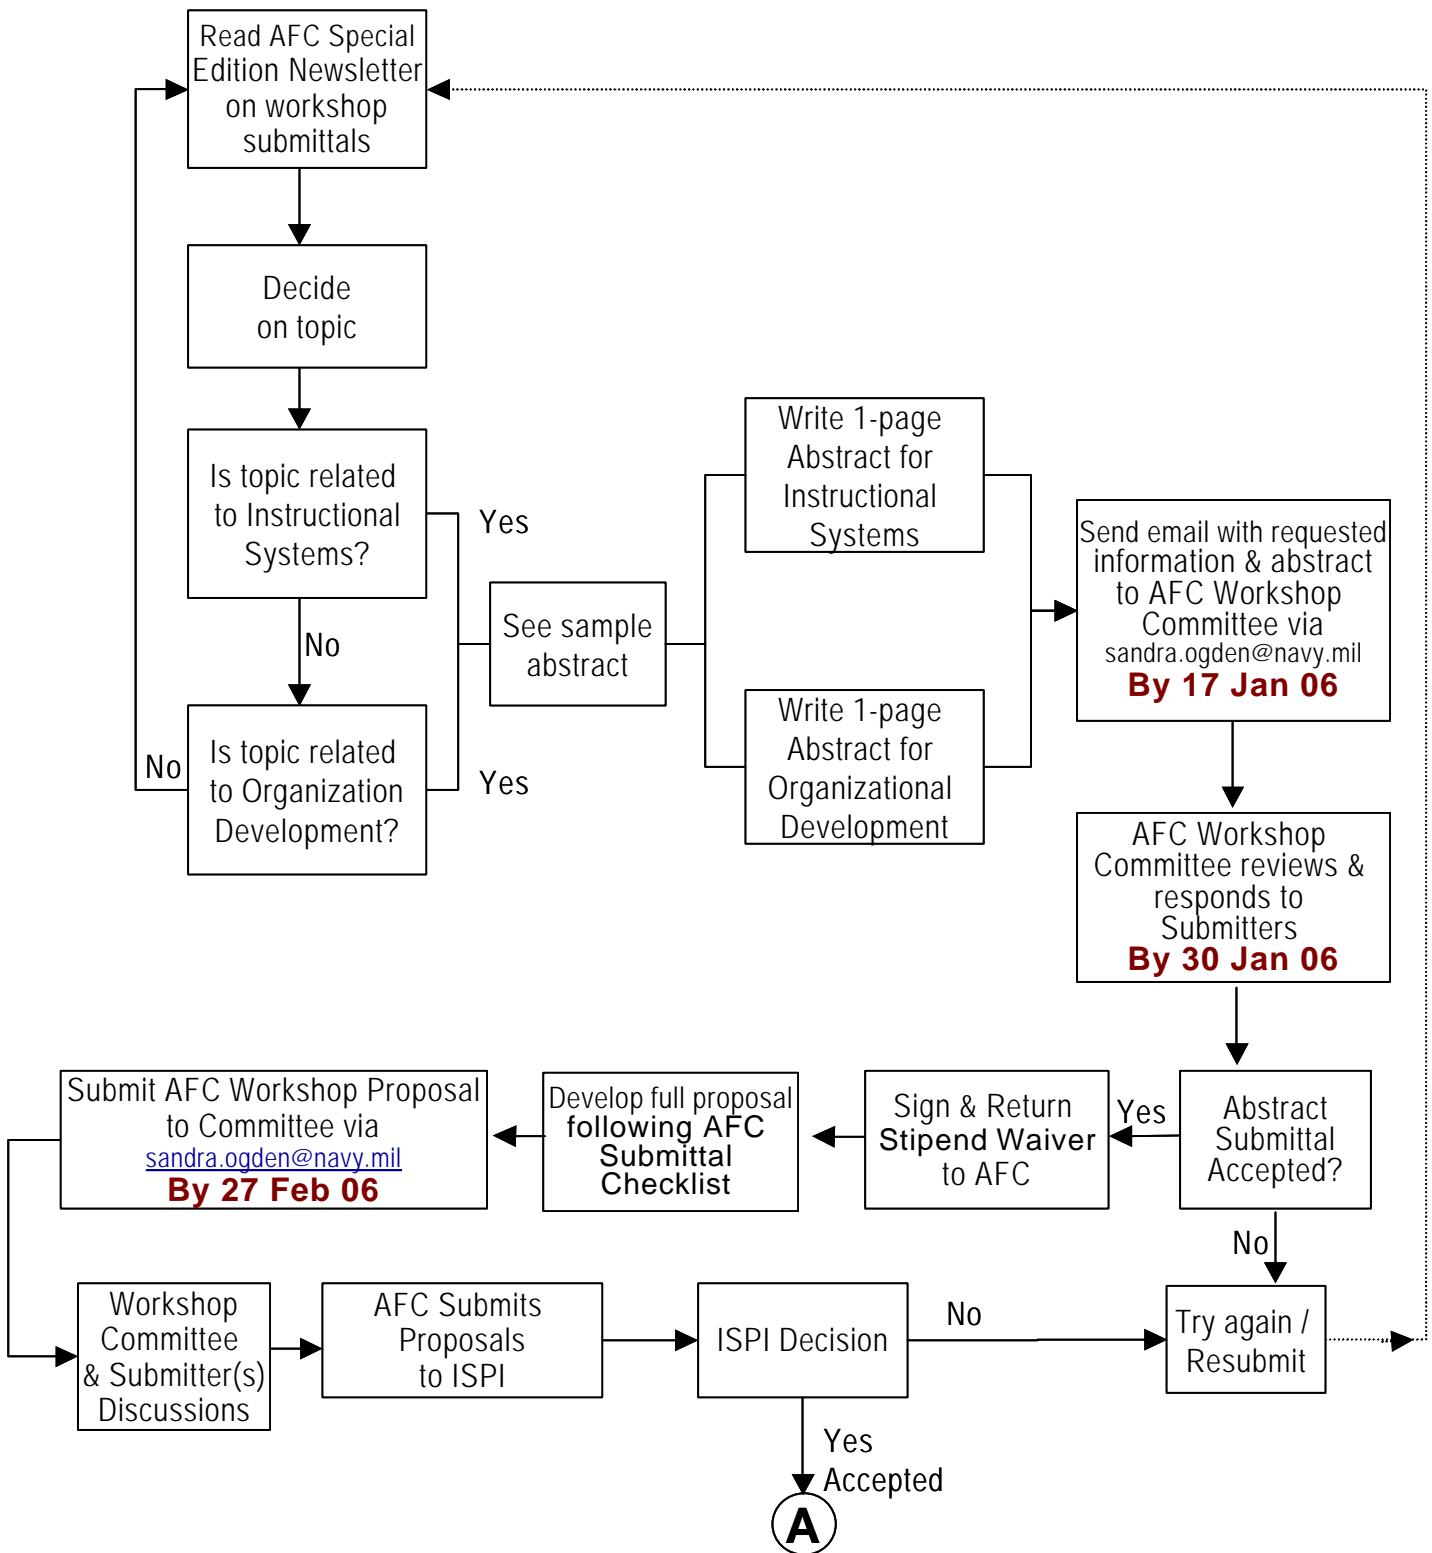 Read AFC Special
Edition Newsletter
on workshop
submittals
Decide
on topic
Is topic related
to Instructional
Systems?
Yes
No
Is topic related
to Organization
Development?
No
Yes
See sample
abstract
Write 1-page
Abstract for
Instructional
Systems
Write 1-page
Abstract for
Organizational
Development
Send email with requested
information & abstract
to AFC Workshop
Committee via
sandra.ogden@navy.mil
By 17 Jan 06
AFC Workshop
Committee reviews &
responds to
Submitters
By 30 Jan 06
Abstract
Submittal
Accepted?
Yes
No
Sign & Return
Stipend Waiver
to AFC
Develop full proposal
following AFC
Submittal
Checklist
Submit AFC Workshop Proposal
to Committee via
sandra.ogden@navy.mil
By 27 Feb 06
Workshop
Committee
& Submitter(s)
Discussions
AFC Submits
Proposals
to ISPI
ISPI Decision
No
Try again /
Resubmit
Yes
Accepted
A